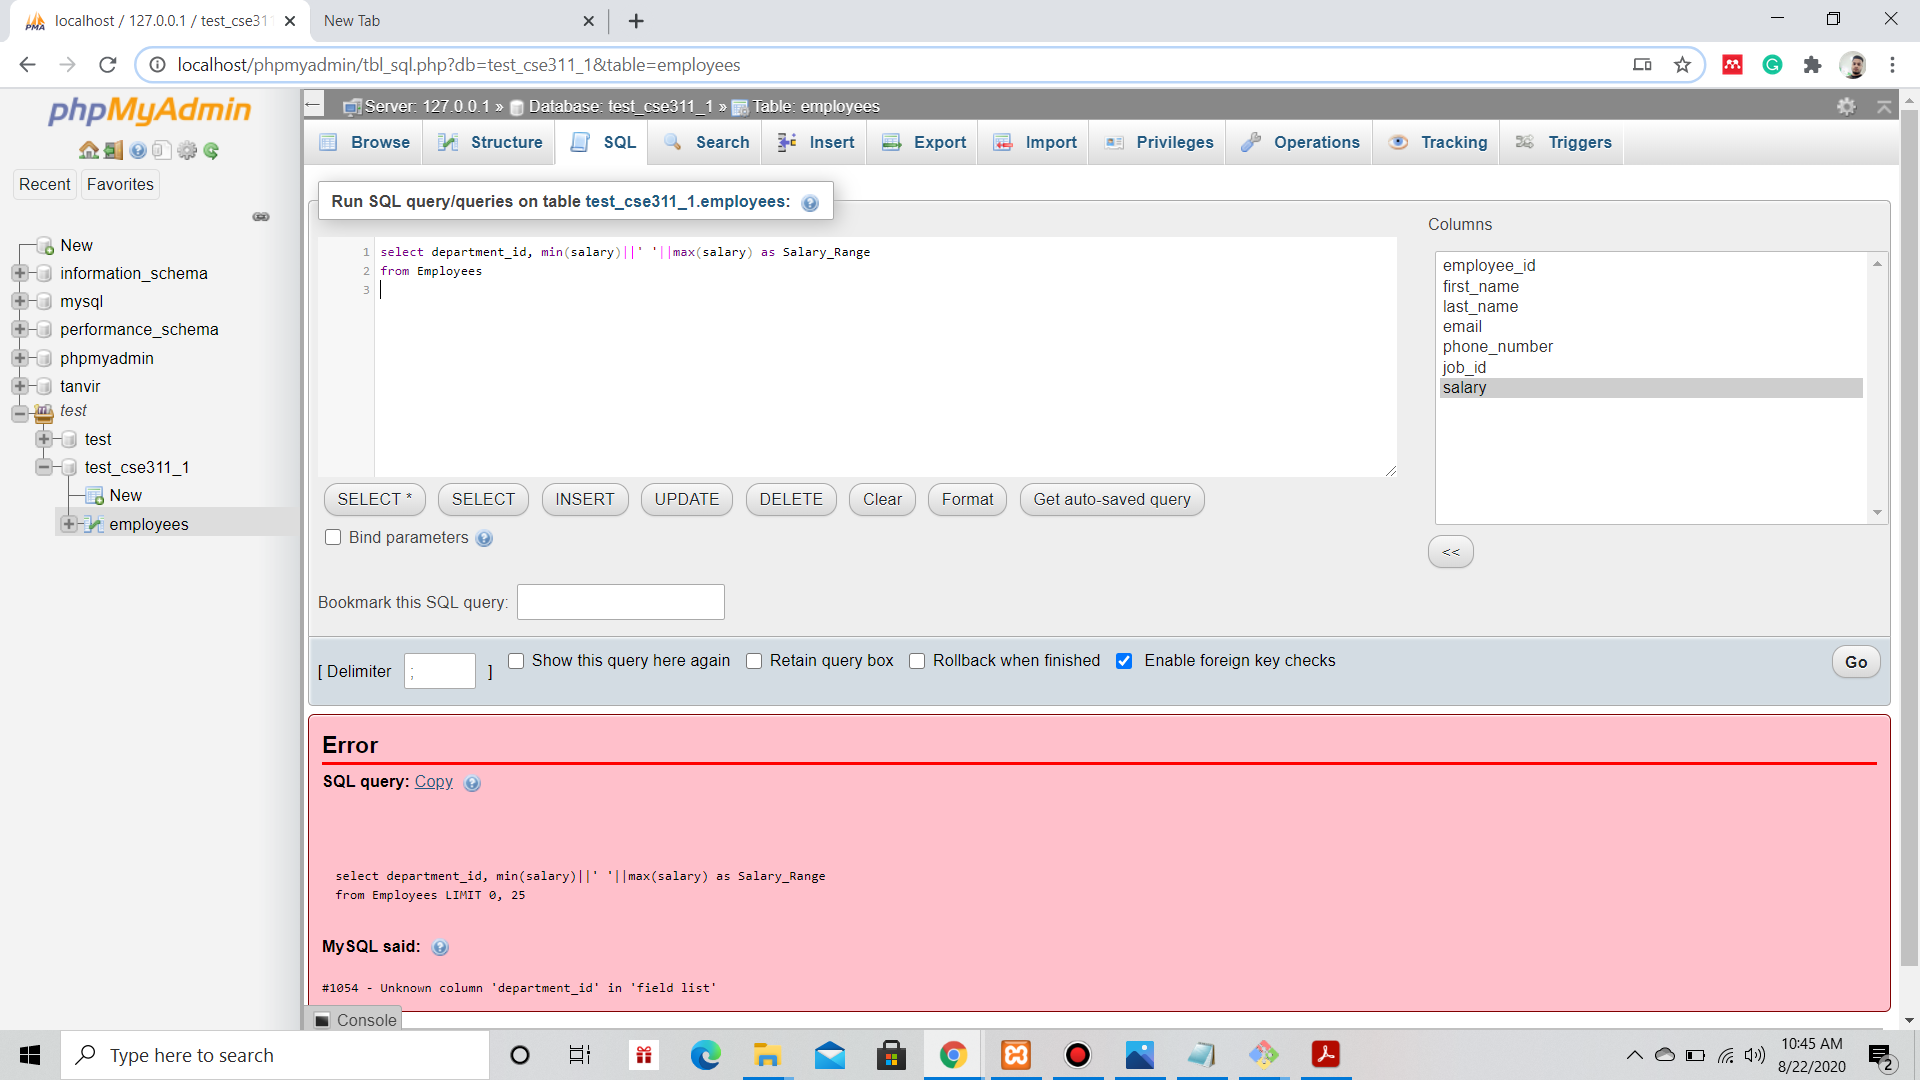 localhost / 127.0.0.1 / test_cse311
New Tab
localhost/phpmyadmin/tbl_sql.php?db=test_cse311_1&table=employees
phpMyAdmin
Recent
Favorites
New
information_schema
mysql
performance_schema
phpmyadmin
tanvir
test
test
test_cse311_1
New
employees
Server: 127.0.0.1 » Database: test_cse311_1 » Table: employees
Browse
Structure
SQL
Search
Insert
Export
Import
Privileges
Operations
Tracking
Triggers
Run SQL query/queries on table test_cse311_1.employees:
1 select department_id, min(salary)||' '||max(salary) as Salary_Range
2 from Employees
3
Columns
employee_id
first_name
last_name
email
phone_number
job_id
salary
<<
SELECT *
SELECT
INSERT
UPDATE
DELETE
Clear
Format
Get auto-saved query
Bind parameters
Bookmark this SQL query:
[ Delimiter ; ]
Show this query here again
Retain query box
Rollback when finished
Enable foreign key checks
Go
Error
SQL query: Copy
select department_id, min(salary)||' '||max(salary) as Salary_Range
from Employees LIMIT 0, 25
MySQL said:
#1054 - Unknown column 'department_id' in 'field list'
Console
Type here to search
10:45 AM
8/22/2020
2